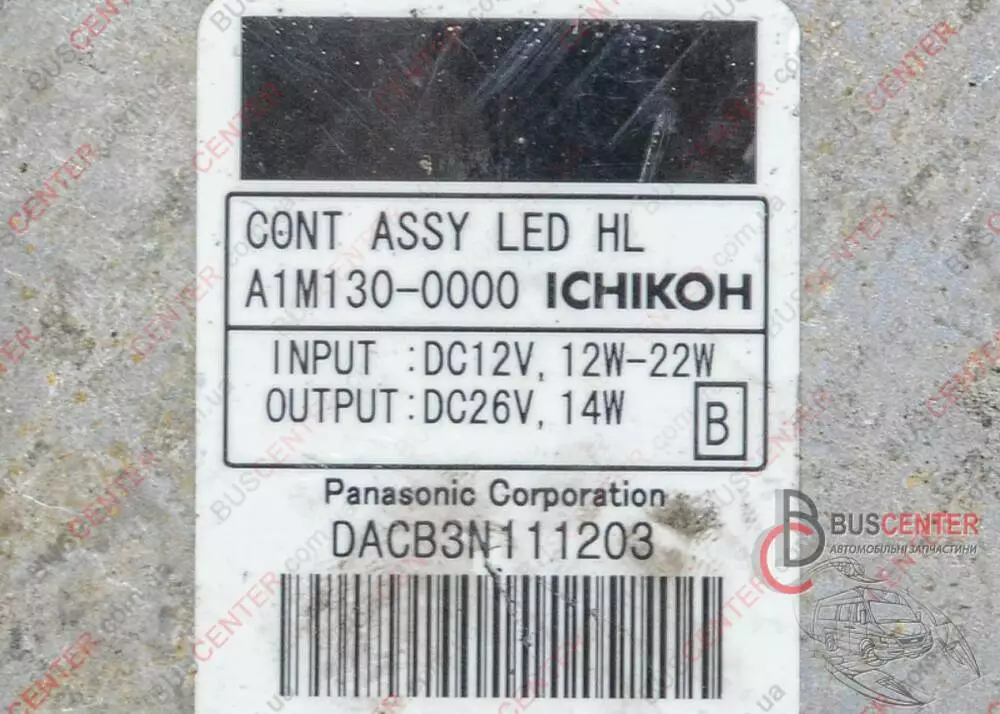 CONT ASSY LED HL
A1M130-0000 ICHIKOH
INPUT :DC12V, 12W-22W
OUTPUT:DC26V, 14W
B
Panasonic Corporation
DACB3N111203
BUSCENTER
АВТОМОБІЛЬНІ ЗАПЧАСТИНИ